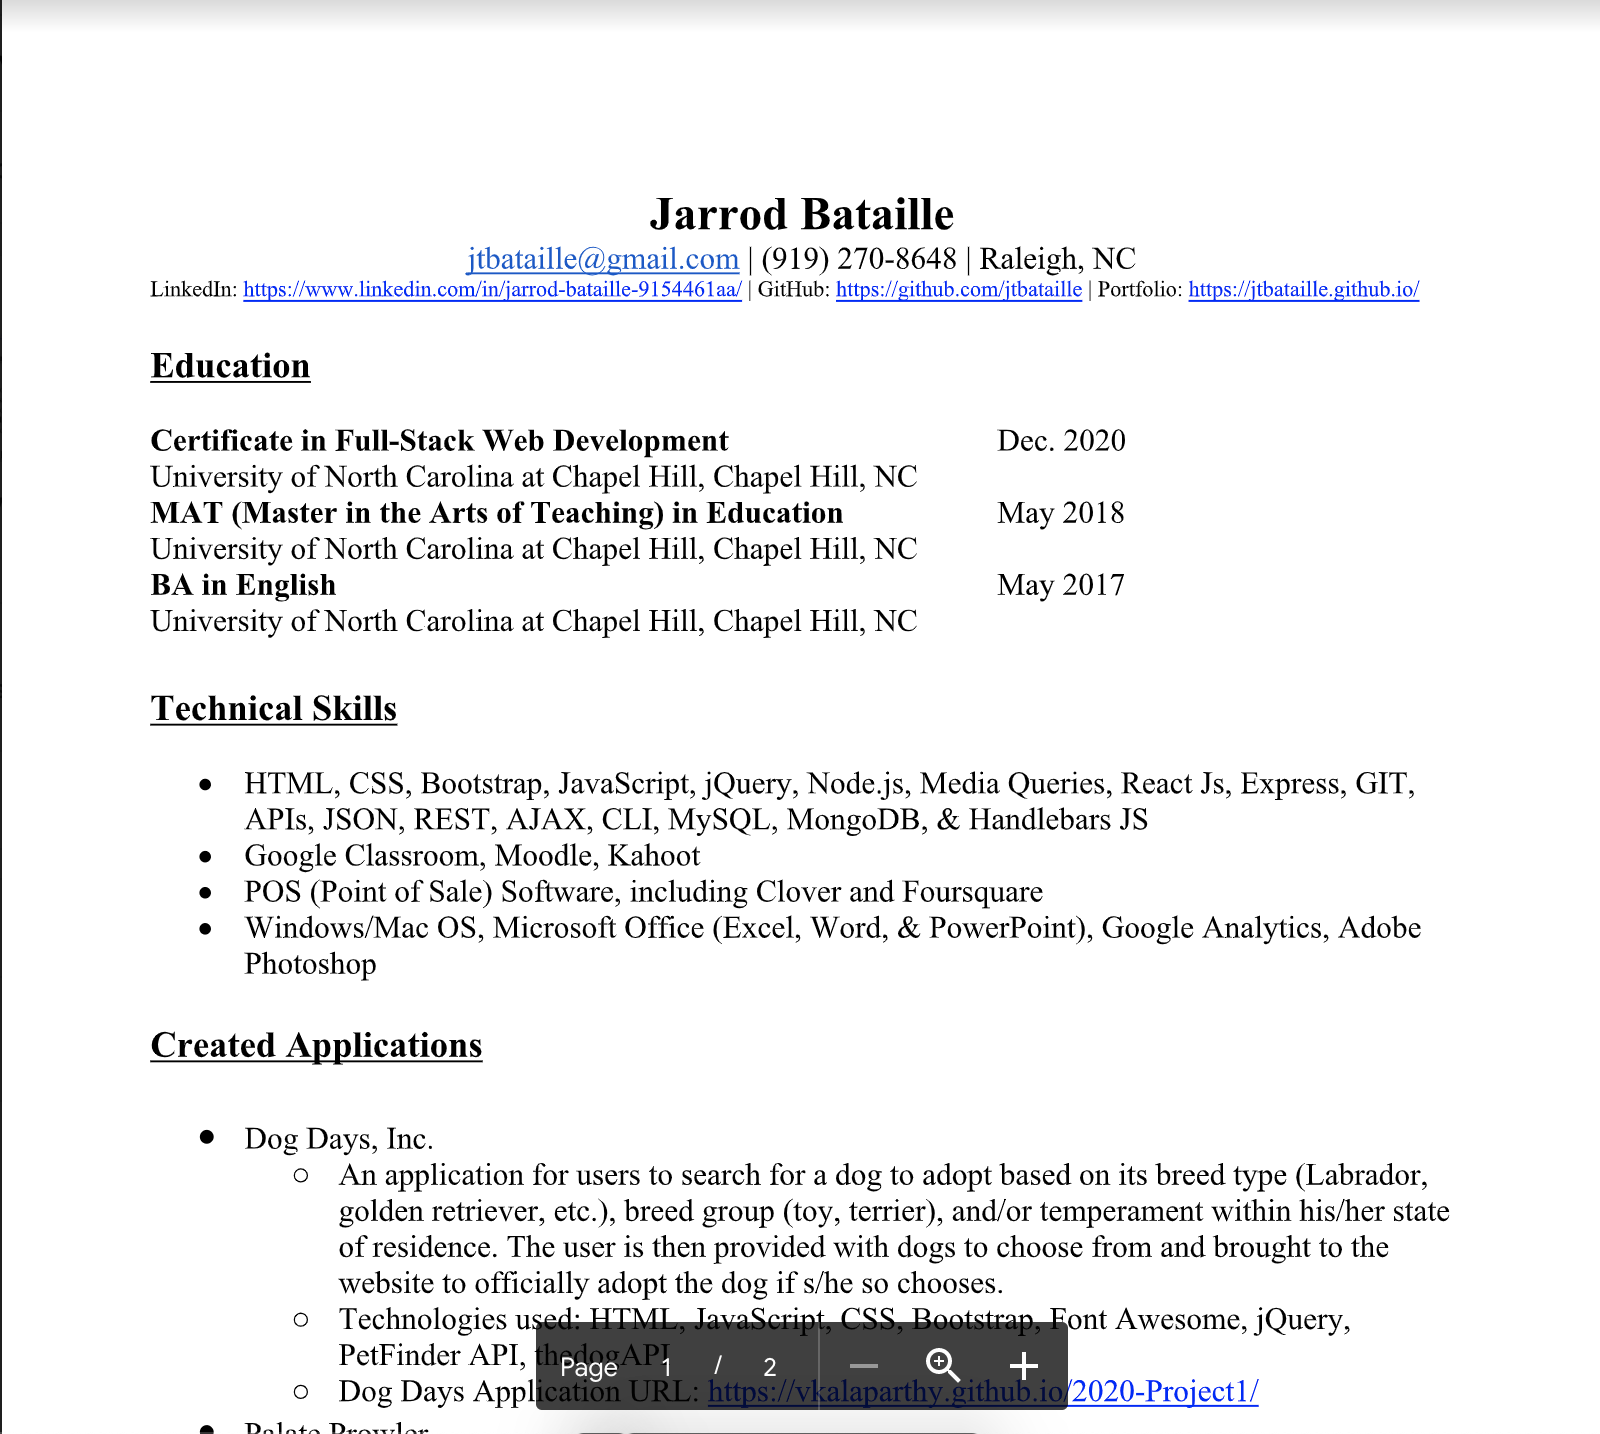 Jarrod Bataille
jtbataille@gmail.com | (919) 270-8648 | Raleigh, NC
LinkedIn: https://www.linkedin.com/in/jarrod-bataille-9154461aa/ | GitHub: https://github.com/jtbataille | Portfolio: https://jtbataille.github.io/
Education
Certificate in Full-Stack Web Development Dec. 2020
University of North Carolina at Chapel Hill, Chapel Hill, NC
MAT (Master in the Arts of Teaching) in Education May 2018
University of North Carolina at Chapel Hill, Chapel Hill, NC
BA in English May 2017
University of North Carolina at Chapel Hill, Chapel Hill, NC
Technical Skills
• HTML, CSS, Bootstrap, JavaScript, jQuery, Node.js, Media Queries, React Js, Express, GIT,
APIs, JSON, REST, AJAX, CLI, MySQL, MongoDB, & Handlebars JS
• Google Classroom, Moodle, Kahoot
• POS (Point of Sale) Software, including Clover and Foursquare
• Windows/Mac OS, Microsoft Office (Excel, Word, & PowerPoint), Google Analytics, Adobe
Photoshop
Created Applications
• Dog Days, Inc.
○ An application for users to search for a dog to adopt based on its breed type (Labrador,
golden retriever, etc.), breed group (toy, terrier), and/or temperament within his/her state
of residence. The user is then provided with dogs to choose from and brought to the
website to officially adopt the dog if s/he so chooses.
○ Technologies used: HTML, JavaScript, CSS, Bootstrap, Font Awesome, jQuery,
PetFinder API, thedogAPI
Page 1 / 2
○ Dog Days Application URL: https://vkalaparthy.github.io/2020-Project1/
• Palate Prowler